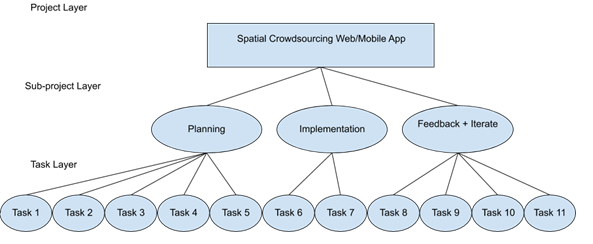 Project Layer
Spatial Crowdsourcing Web/Mobile App
Sub-project Layer
Planning
Implementation
Feedback + Iterate
Task Layer
Task 1
Task 2
Task 3
Task 4
Task 5
Task 6
Task 7
Task 8
Task 9
Task 10
Task 11